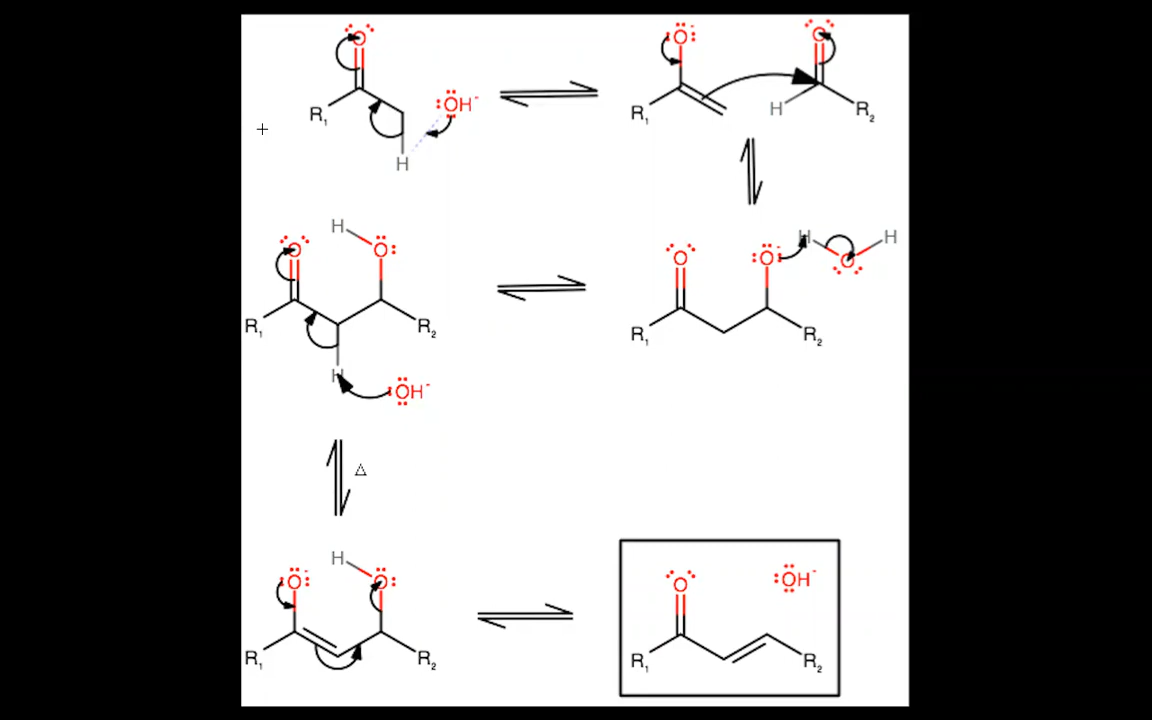 O O O
R₁ OH⁻ H R₁ H R₂
H O H O⁻ H H
O O O
R₁ R₂ R₁ R₂
H OH⁻
△
H
O⁻ O O OH⁻
R₁ R₂ R₁ R₂